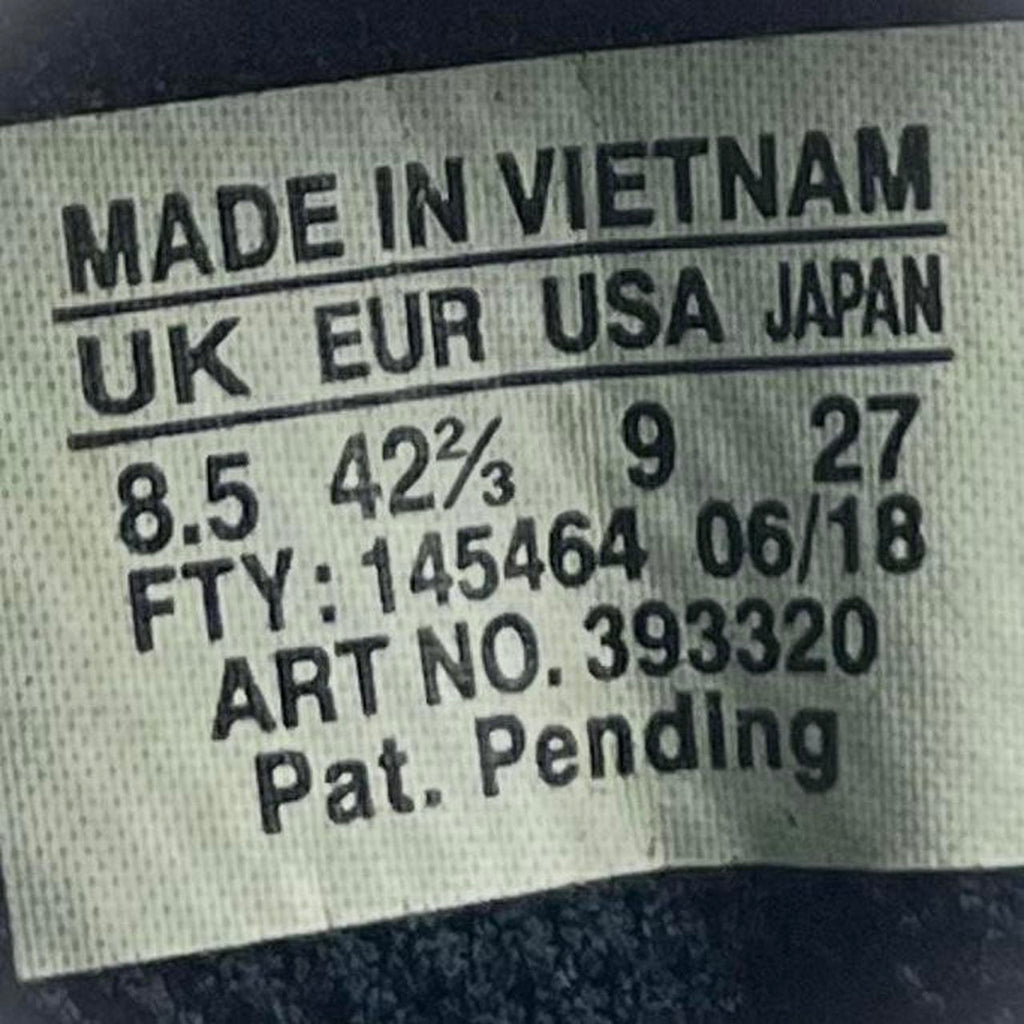 MADE IN VIETNAM
UK EUR USA JAPAN
8.5 42⅔ 9 27
FTY: 145464 06/18
ART NO. 393320
Pat. Pending